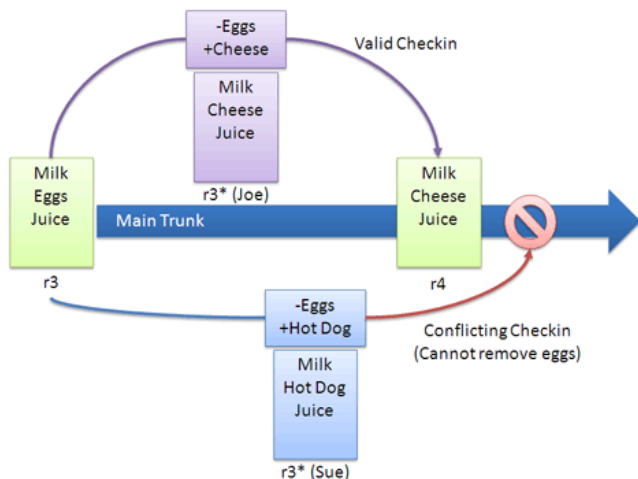 -Eggs
+Cheese
Valid Checkin
Milk
Cheese
Juice
r3* (Joe)
Milk
Eggs
Juice
r3
Main Trunk
Milk
Cheese
Juice
r4
-Eggs
+Hot Dog
Conflicting Checkin
(Cannot remove eggs)
Milk
Hot Dog
Juice
r3* (Sue)